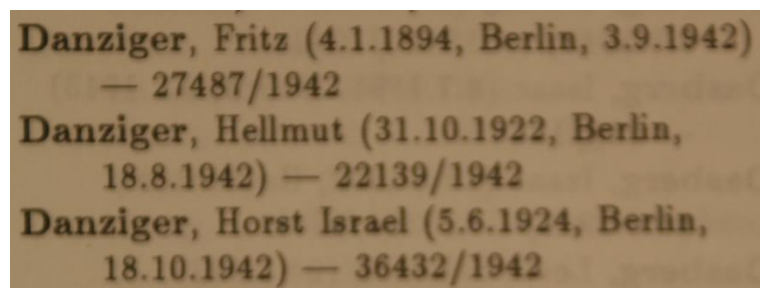 Danziger, Fritz (4.1.1894, Berlin, 3.9.1942)
— 27487/1942
Danziger, Hellmut (31.10.1922, Berlin,
18.8.1942) — 22139/1942
Danziger, Horst Israel (5.6.1924, Berlin,
18.10.1942) — 36432/1942